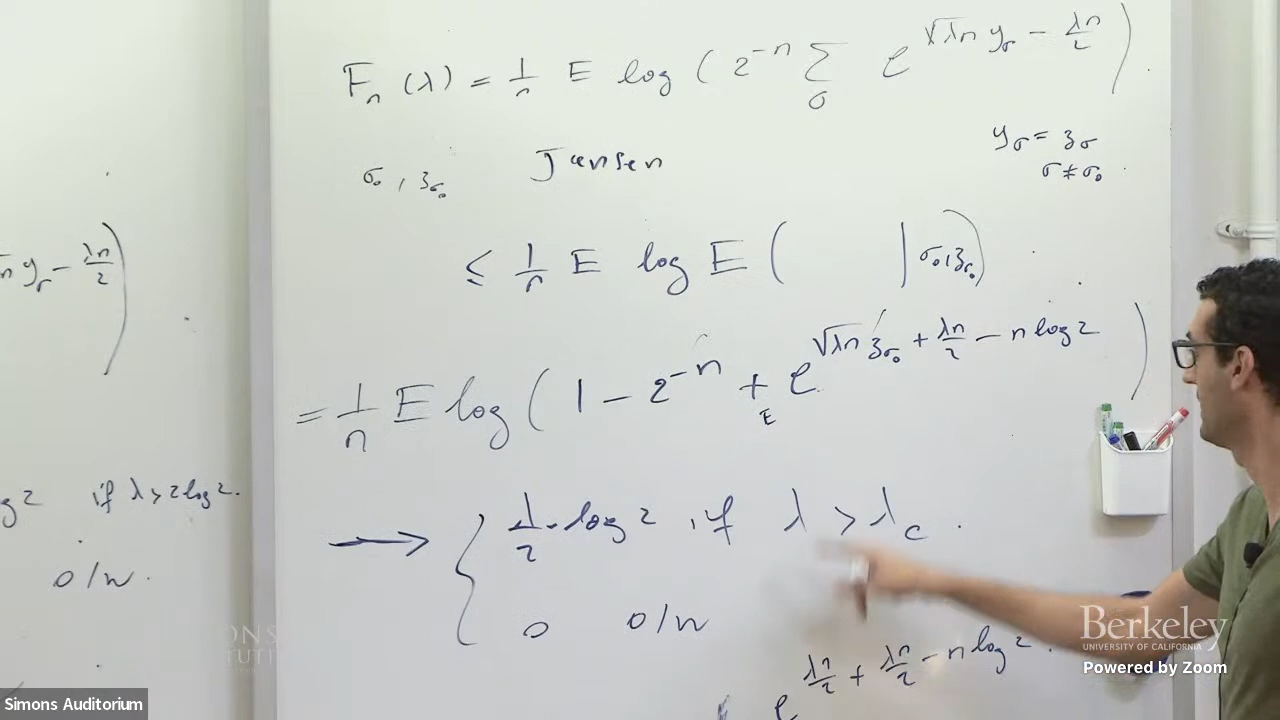 F_n (λ) = 1/n E log ( 2^{-n} ∑_σ e^{√λn y_σ - λn/2} ) .
y_σ = z_σ
σ ≠ σ_0 .
σ_0 , z_{σ_0}   Jensen
≤ 1/n E log E (        | σ_0, z_{σ_0} )
= 1/n E log ( 1 - 2^{-n} + e^{√λn z_{σ_0} + λn/2 - n log 2} )
E
⟶ { λ/2 - log 2 , if λ > λ_c .
0   o/w
e^{λn/2 + λn/2 - n log 2} .
n y_σ - λn/2 )
g 2   if λ > 2 log 2 .
o/w .
Berkeley
UNIVERSITY OF CALIFORNIA
Powered by Zoom
Simons Auditorium